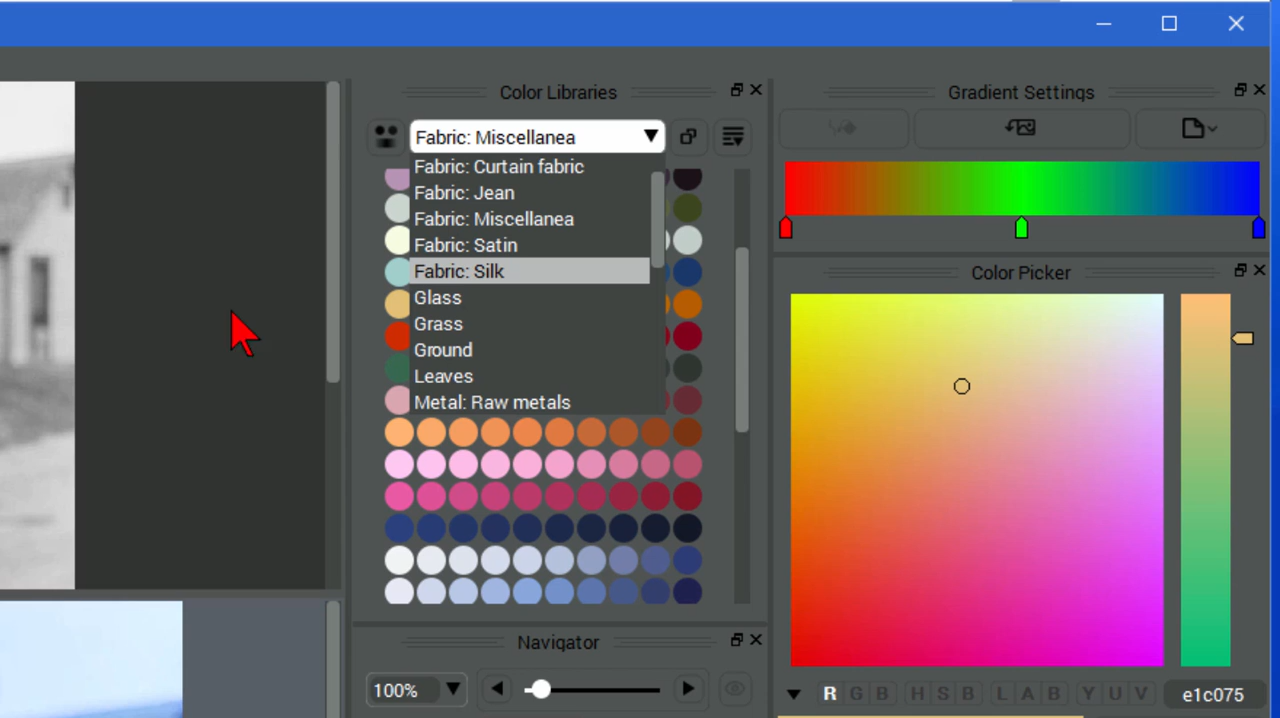 Color Libraries
Gradient Settings
Fabric: Miscellanea
Fabric: Curtain fabric
Fabric: Jean
Fabric: Miscellanea
Fabric: Satin
Fabric: Silk
Glass
Grass
Ground
Leaves
Metal: Raw metals
Color Picker
Navigator
100%
R G B H S B L A B Y U V e1c075